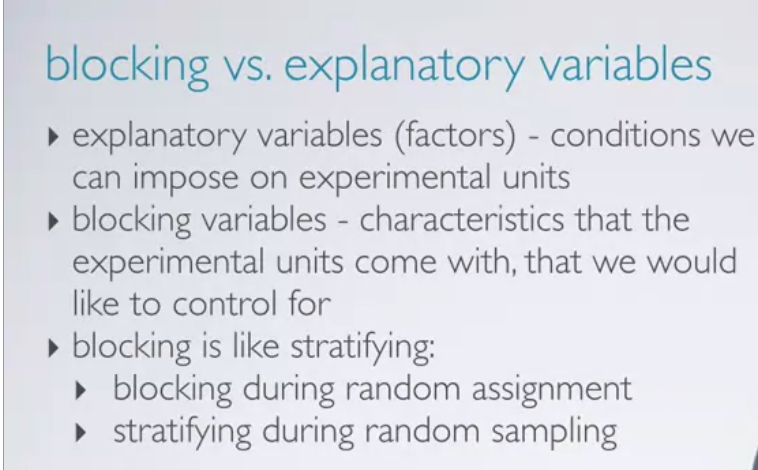 blocking vs. explanatory variables
▸ explanatory variables (factors) - conditions we
can impose on experimental units
▸ blocking variables - characteristics that the
experimental units come with, that we would
like to control for
▸ blocking is like stratifying:
▸ blocking during random assignment
▸ stratifying during random sampling